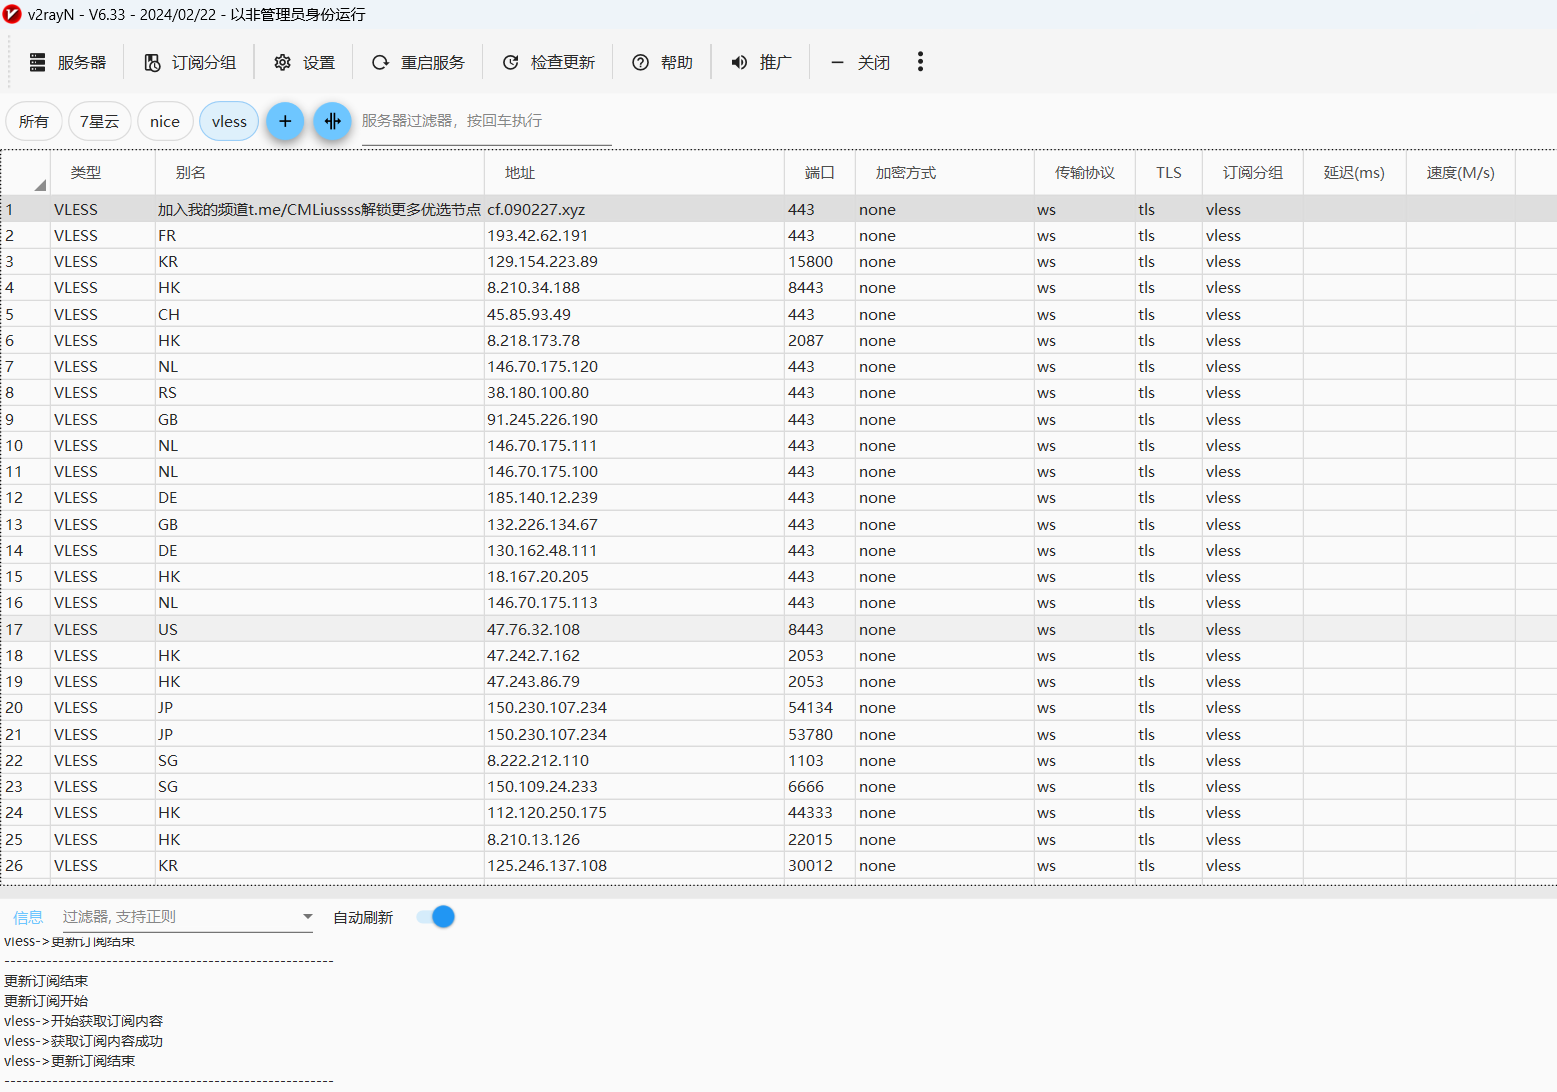 v2rayN - V6.33 - 2024/02/22 - 以非管理员身份运行
服务器 订阅分组 设置 重启服务 检查更新 帮助 推广 关闭
所有 7星云 nice vless 服务器过滤器，按回车执行
类型 别名 地址 端口 加密方式 传输协议 TLS 订阅分组 延迟(ms) 速度(M/s)
1 VLESS 加入我的频道t.me/CMLiussss解锁更多优选节点 cf.090227.xyz 443 none ws tls vless
2 VLESS FR 193.42.62.191 443 none ws tls vless
3 VLESS KR 129.154.223.89 15800 none ws tls vless
4 VLESS HK 8.210.34.188 8443 none ws tls vless
5 VLESS CH 45.85.93.49 443 none ws tls vless
6 VLESS HK 8.218.173.78 2087 none ws tls vless
7 VLESS NL 146.70.175.120 443 none ws tls vless
8 VLESS RS 38.180.100.80 443 none ws tls vless
9 VLESS GB 91.245.226.190 443 none ws tls vless
10 VLESS NL 146.70.175.111 443 none ws tls vless
11 VLESS NL 146.70.175.100 443 none ws tls vless
12 VLESS DE 185.140.12.239 443 none ws tls vless
13 VLESS GB 132.226.134.67 443 none ws tls vless
14 VLESS DE 130.162.48.111 443 none ws tls vless
15 VLESS HK 18.167.20.205 443 none ws tls vless
16 VLESS NL 146.70.175.113 443 none ws tls vless
17 VLESS US 47.76.32.108 8443 none ws tls vless
18 VLESS HK 47.242.7.162 2053 none ws tls vless
19 VLESS HK 47.243.86.79 2053 none ws tls vless
20 VLESS JP 150.230.107.234 54134 none ws tls vless
21 VLESS JP 150.230.107.234 53780 none ws tls vless
22 VLESS SG 8.222.212.110 1103 none ws tls vless
23 VLESS SG 150.109.24.233 6666 none ws tls vless
24 VLESS HK 112.120.250.175 44333 none ws tls vless
25 VLESS HK 8.210.13.126 22015 none ws tls vless
26 VLESS KR 125.246.137.108 30012 none ws tls vless
信息 过滤器, 支持正则 自动刷新
vless->更新订阅结束
-------------------------------------------------------
更新订阅结束
更新订阅开始
vless->开始获取订阅内容
vless->获取订阅内容成功
vless->更新订阅结束
-------------------------------------------------------